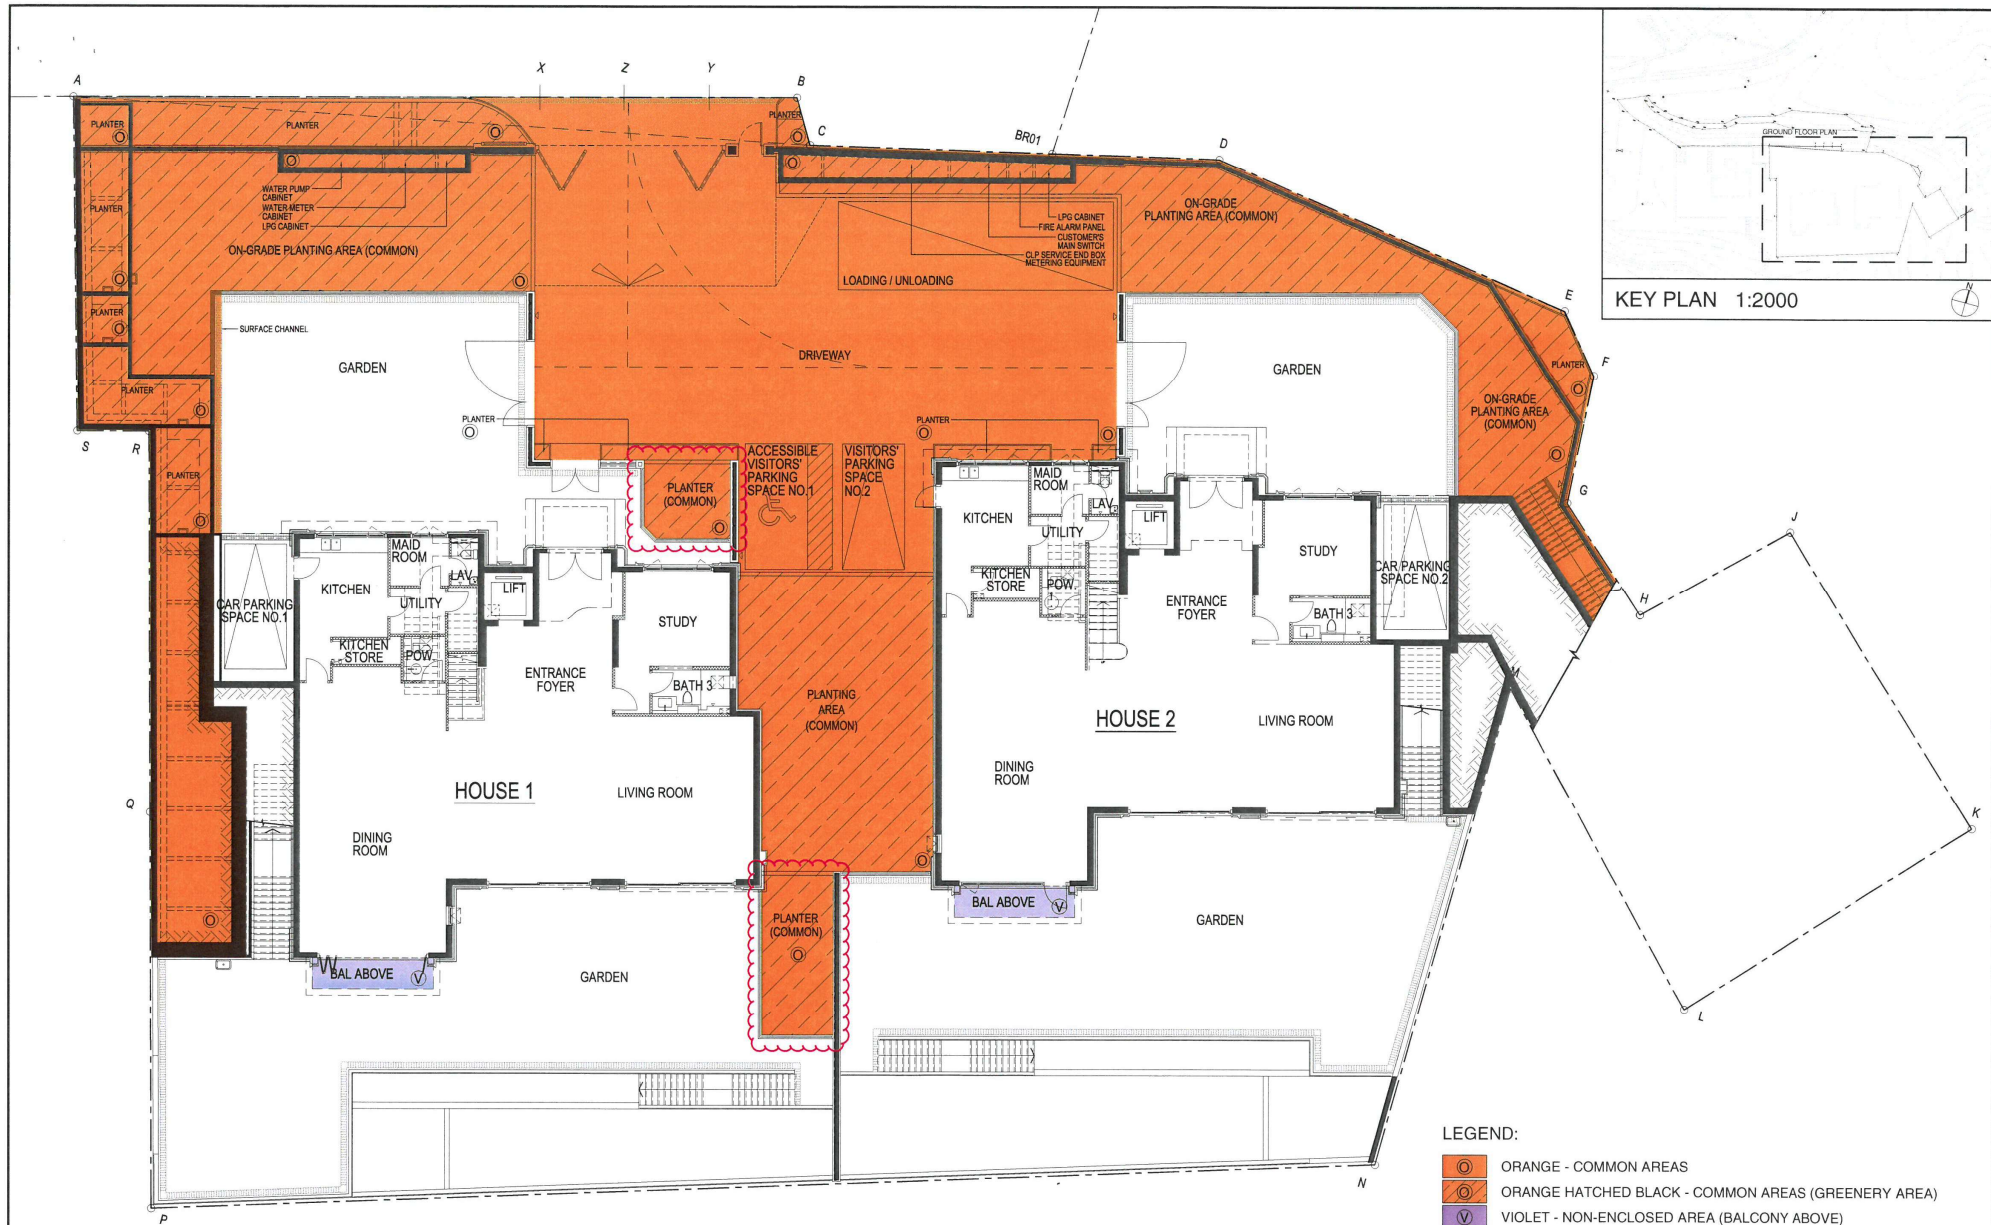 A
X
Z
Y
B
C
BR01
D
E
F
G
H
J
K
L
M
N
P
Q
R
S
PLANTER
PLANTER
PLANTER
PLANTER
PLANTER
PLANTER
PLANTER
O
O
O
O
O
O
O
O
O
WATER PUMP
CABINET
WATER METER
CABINET
LPG CABINET
ON-GRADE PLANTING AREA (COMMON)
SURFACE CHANNEL
GARDEN
PLANTER
O
PLANTER
O
LPG CABINET
FIRE ALARM PANEL
CUSTOMER'S
MAIN SWITCH
CLP SERVICE END BOX
METERING EQUIPMENT
LOADING / UNLOADING
DRIVEWAY
ON-GRADE
PLANTING AREA (COMMON)
GARDEN
ON-GRADE
PLANTING AREA
(COMMON)
PLANTER
O
O
PLANTER
O
O
PLANTER
(COMMON)
O
ACCESSIBLE
VISITORS'
PARKING
SPACE NO.1
VISITORS'
PARKING
SPACE
NO.2
CAR PARKING
SPACE NO.1
KITCHEN
MAID
ROOM
LAV.
UTILITY
KITCHEN
STORE
POW.
LIFT
ENTRANCE
FOYER
STUDY
BATH 3
HOUSE 1
LIVING ROOM
DINING
ROOM
W
BAL ABOVE
V
GARDEN
PLANTING
AREA
(COMMON)
O
PLANTER
(COMMON)
O
KITCHEN
MAID
ROOM
LAV.
UTILITY
KITCHEN
STORE
POW.
LIFT
ENTRANCE
FOYER
STUDY
BATH 3
CAR PARKING
SPACE NO.2
HOUSE 2
LIVING ROOM
DINING
ROOM
BAL ABOVE
V
GARDEN
GROUND FLOOR PLAN
KEY PLAN 1:2000
N
LEGEND:
O ORANGE - COMMON AREAS
O ORANGE HATCHED BLACK - COMMON AREAS (GREENERY AREA)
V VIOLET - NON-ENCLOSED AREA (BALCONY ABOVE)